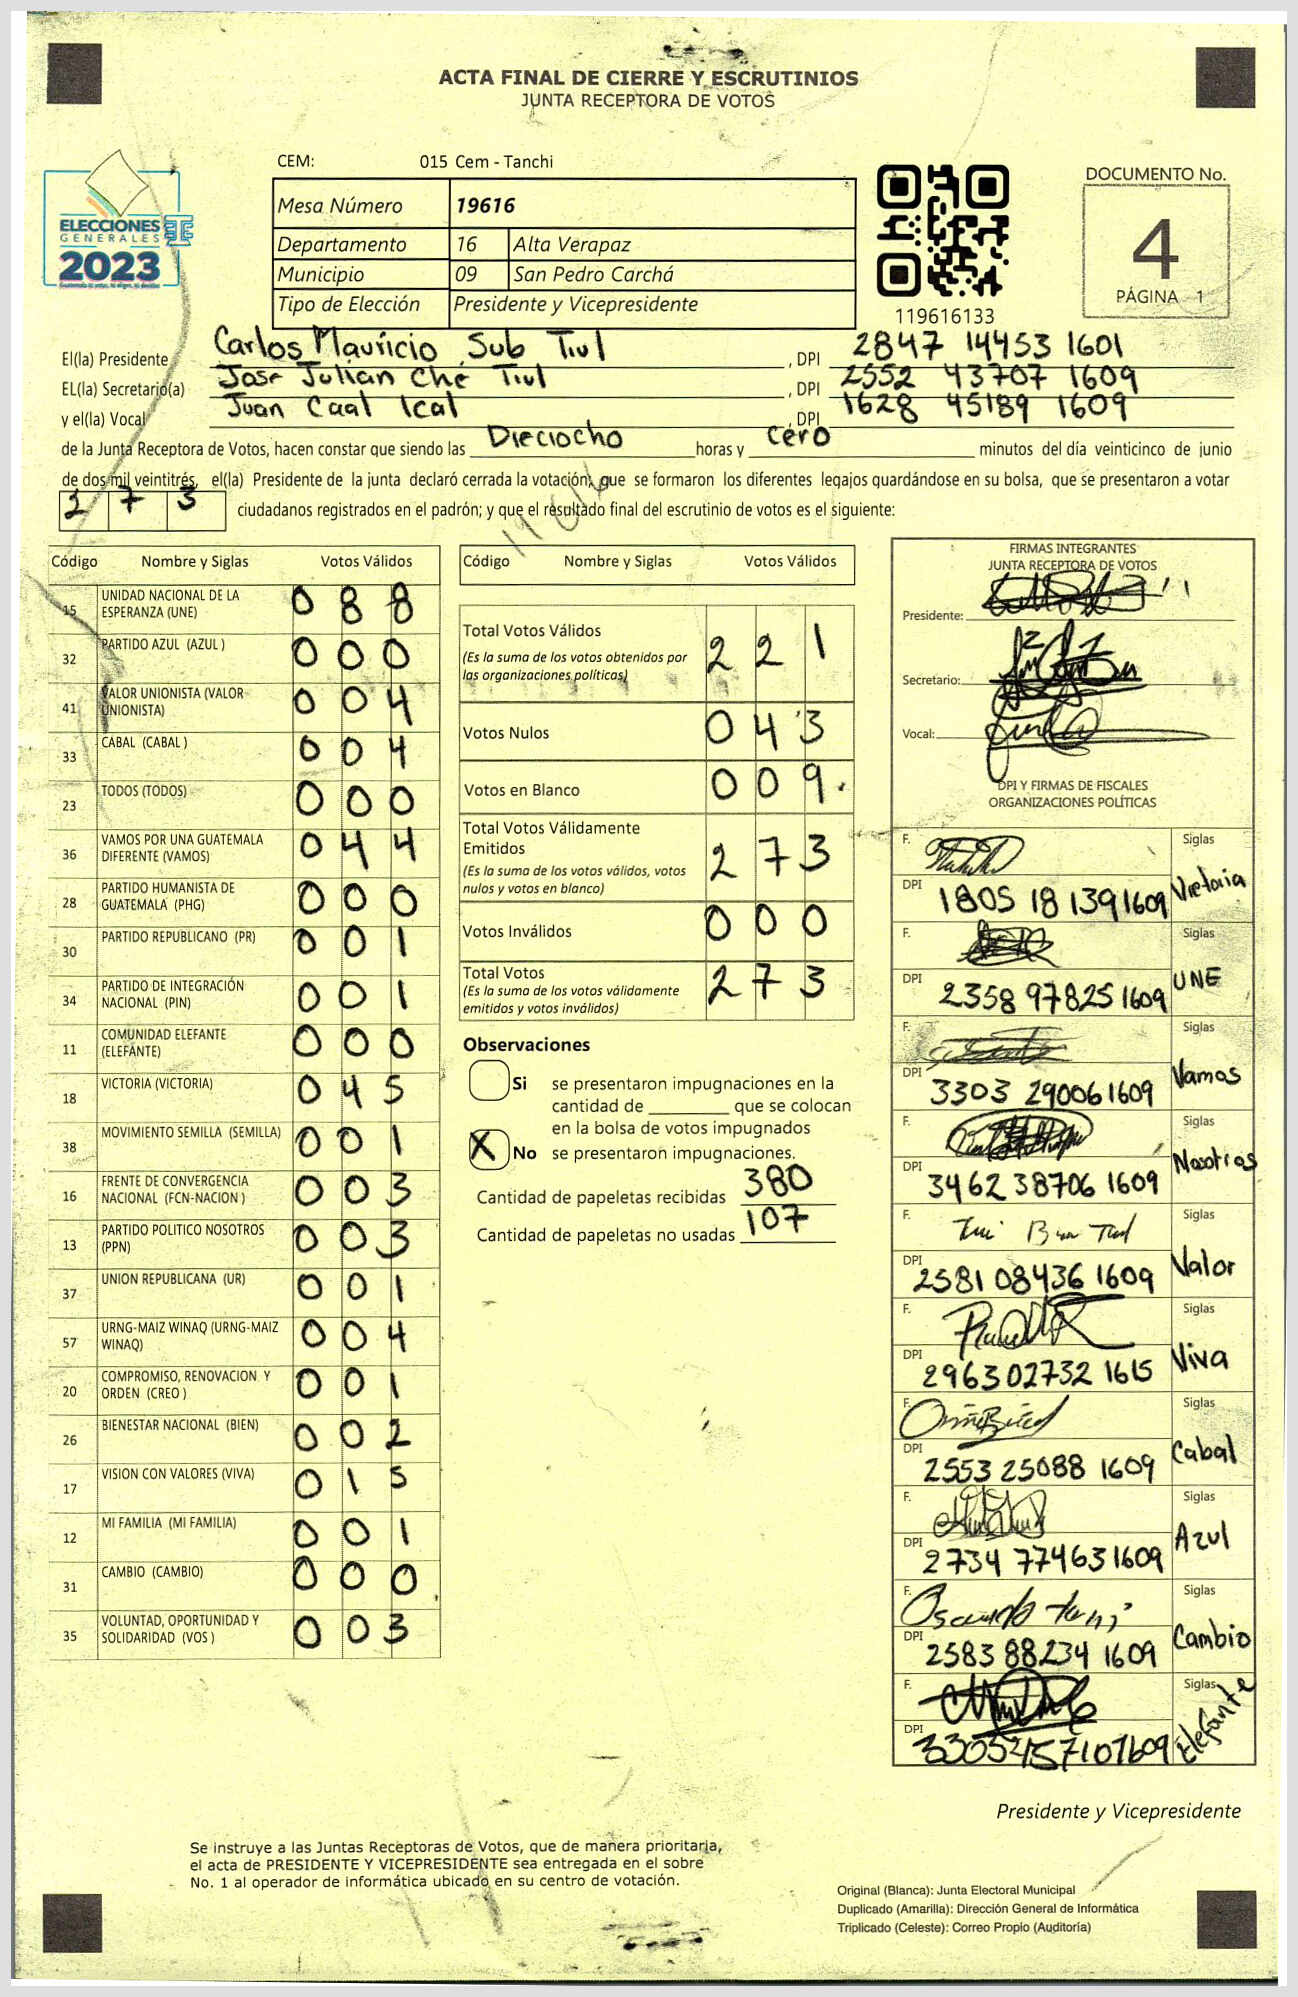 ACTA FINAL DE CIERRE Y ESCRUTINIOS
JUNTA RECEPTORA DE VOTOS
CEM: 015 Cem - Tanchi
ELECCIONES
GENERALES
2023
Mesa Número 19616
Departamento 16 Alta Verapaz
Municipio 09 San Pedro Carchá
Tipo de Elección Presidente y Vicepresidente
119616133
DOCUMENTO No.
4
PÁGINA 1
El(la) Presidente Carlos Mauricio Sub Tiul , DPI 2847 14453 1601
EL(la) Secretario(a) Jose Julian Ché Tiul , DPI 2552 43707 1609
y el(la) Vocal Juan Caal Ical , DPI 1628 45189 1609
de la Junta Receptora de Votos, hacen constar que siendo las Dieciocho horas y cero minutos del día veinticinco de junio
de dos mil veintitrés, el(la) Presidente de la junta declaró cerrada la votación; que se formaron los diferentes legajos quardándose en su bolsa, que se presentaron a votar
2 7 3 ciudadanos registrados en el padrón; y que el resultado final del escrutinio de votos es el siguiente:
19616
Código Nombre y Siglas Votos Válidos
15 UNIDAD NACIONAL DE LA ESPERANZA (UNE) 0 8 8
32 PARTIDO AZUL (AZUL ) 0 0 0
41 VALOR UNIONISTA (VALOR UNIONISTA) 0 0 4
33 CABAL (CABAL ) 0 0 4
23 TODOS (TODOS) 0 0 0
36 VAMOS POR UNA GUATEMALA DIFERENTE (VAMOS) 0 4 4
28 PARTIDO HUMANISTA DE GUATEMALA (PHG) 0 0 0
30 PARTIDO REPUBLICANO (PR) 0 0 1
34 PARTIDO DE INTEGRACIÓN NACIONAL (PIN) 0 0 1
11 COMUNIDAD ELEFANTE (ELEFANTE) 0 0 0
18 VICTORIA (VICTORIA) 0 4 5
38 MOVIMIENTO SEMILLA (SEMILLA) 0 0 1
16 FRENTE DE CONVERGENCIA NACIONAL (FCN-NACION ) 0 0 3
13 PARTIDO POLITICO NOSOTROS (PPN) 0 0 3
37 UNION REPUBLICANA (UR) 0 0 1
57 URNG-MAIZ WINAQ (URNG-MAIZ WINAQ) 0 0 4
20 COMPROMISO, RENOVACION Y ORDEN (CREO ) 0 0 1
26 BIENESTAR NACIONAL (BIEN) 0 0 2
17 VISION CON VALORES (VIVA) 0 1 5
12 MI FAMILIA (MI FAMILIA) 0 0 1
31 CAMBIO (CAMBIO) 0 0 0
35 VOLUNTAD, OPORTUNIDAD Y SOLIDARIDAD (VOS ) 0 0 3
Código Nombre y Siglas Votos Válidos
Total Votos Válidos 2 2 1
(Es la suma de los votos obtenidos por
las organizaciones políticas)
Votos Nulos 0 4 3
Votos en Blanco 0 0 9
Total Votos Válidamente
Emitidos 2 7 3
(Es la suma de los votos válidos, votos
nulos y votos en blanco)
Votos Inválidos 0 0 0
Total Votos 2 7 3
(Es la suma de los votos válidamente
emitidos y votos inválidos)
Observaciones
Si se presentaron impugnaciones en la
cantidad de ________ que se colocan
en la bolsa de votos impugnados
X No se presentaron impugnaciones.
Cantidad de papeletas recibidas 380
Cantidad de papeletas no usadas 107
FIRMAS INTEGRANTES
JUNTA RECEPTORA DE VOTOS
Presidente:
Secretario:
Vocal:
DPI Y FIRMAS DE FISCALES
ORGANIZACIONES POLÍTICAS
F. Siglas
DPI 1805 18139 1609 Victoria
F. Siglas
DPI 2358 97825 1609 UNE
F. Siglas
DPI 3303 29006 1609 Vamos
F. Siglas
DPI 3462 38706 1609 Nosotros
F. Siglas
DPI 2581 08436 1609 Valor
F. Siglas
DPI 2963 02732 1615 Viva
F. Siglas
DPI 2553 25088 1609 Cabal
F. Siglas
DPI 2734 77463 1609 Azul
F. Siglas
DPI 2583 88234 1609 Cambio
F. Siglas
DPI Elefante
Presidente y Vicepresidente
Se instruye a las Juntas Receptoras de Votos, que de manera prioritaria,
el acta de PRESIDENTE Y VICEPRESIDENTE sea entregada en el sobre
No. 1 al operador de informática ubicado en su centro de votación.
Original (Blanca): Junta Electoral Municipal
Duplicado (Amarilla): Dirección General de Informática
Triplicado (Celeste): Correo Propio (Auditoría)